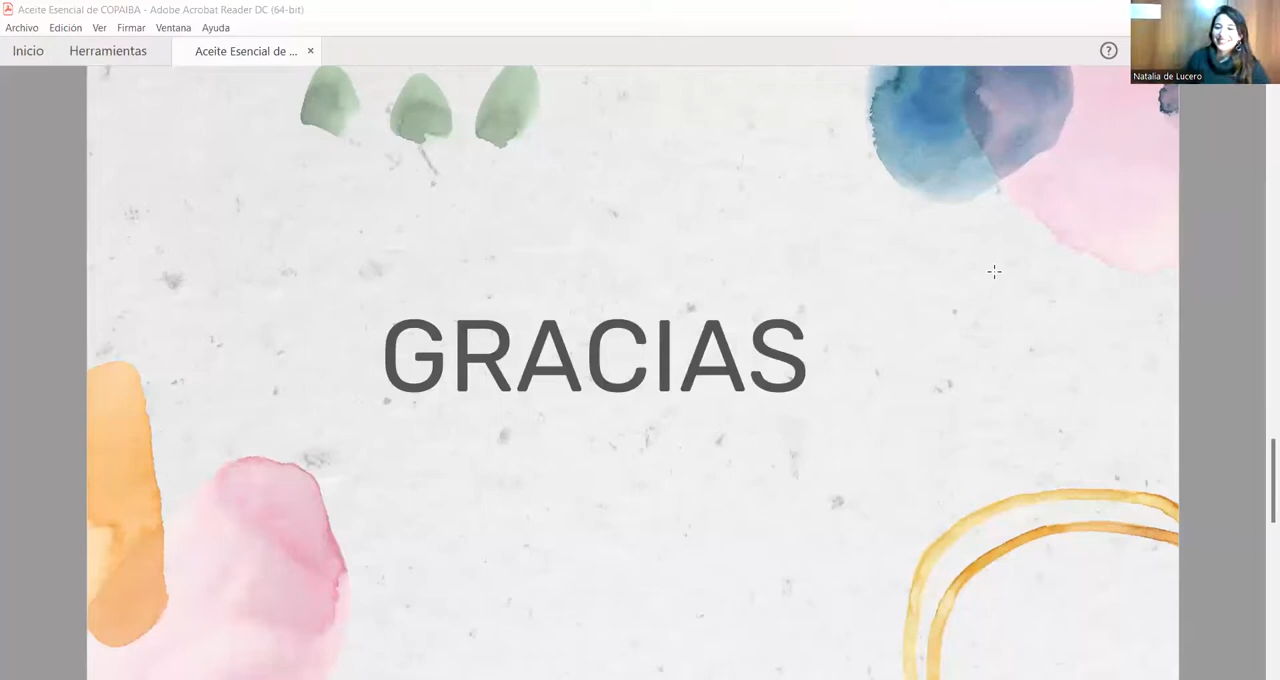 Aceite Esencial de COPAIBA - Adobe Acrobat Reader DC (64-bit)
Archivo Edición Ver Firmar Ventana Ayuda
Inicio Herramientas Aceite Esencial de ... ×
?
Natalia de Lucero
GRACIAS